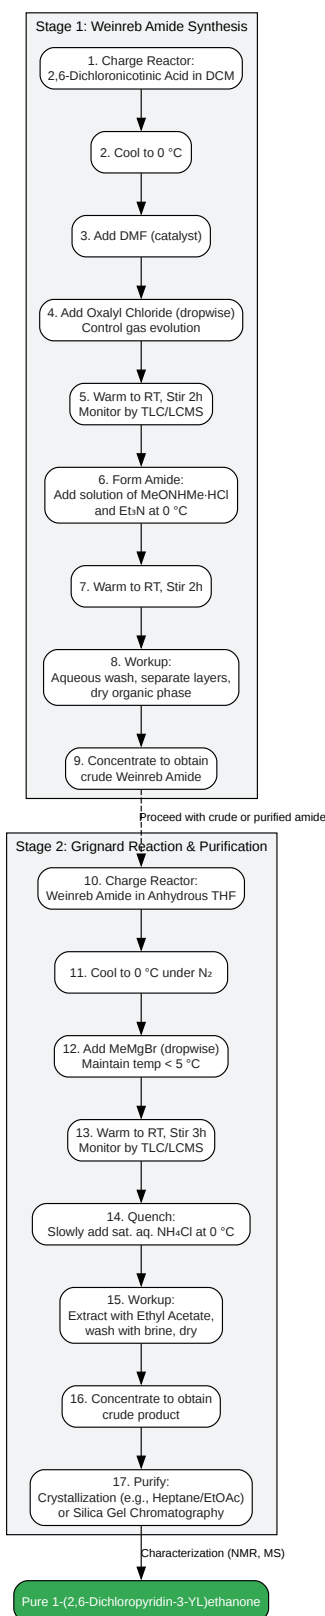 Stage 1: Weinreb Amide Synthesis
1. Charge Reactor:
2,6-Dichloronicotinic Acid in DCM
2. Cool to 0 °C
3. Add DMF (catalyst)
4. Add Oxalyl Chloride (dropwise)
Control gas evolution
5. Warm to RT, Stir 2h
Monitor by TLC/LCMS
6. Form Amide:
Add solution of MeONHMe·HCl
and Et₃N at 0 °C
7. Warm to RT, Stir 2h
8. Workup:
Aqueous wash, separate layers,
dry organic phase
9. Concentrate to obtain
crude Weinreb Amide
Proceed with crude or purified amide
Stage 2: Grignard Reaction & Purification
10. Charge Reactor:
Weinreb Amide in Anhydrous THF
11. Cool to 0 °C under N₂
12. Add MeMgBr (dropwise)
Maintain temp < 5 °C
13. Warm to RT, Stir 3h
Monitor by TLC/LCMS
14. Quench:
Slowly add sat. aq. NH₄Cl at 0 °C
15. Workup:
Extract with Ethyl Acetate,
wash with brine, dry
16. Concentrate to obtain
crude product
17. Purify:
Crystallization (e.g., Heptane/EtOAc)
or Silica Gel Chromatography
Characterization (NMR, MS)
Pure 1-(2,6-Dichloropyridin-3-YL)ethanone